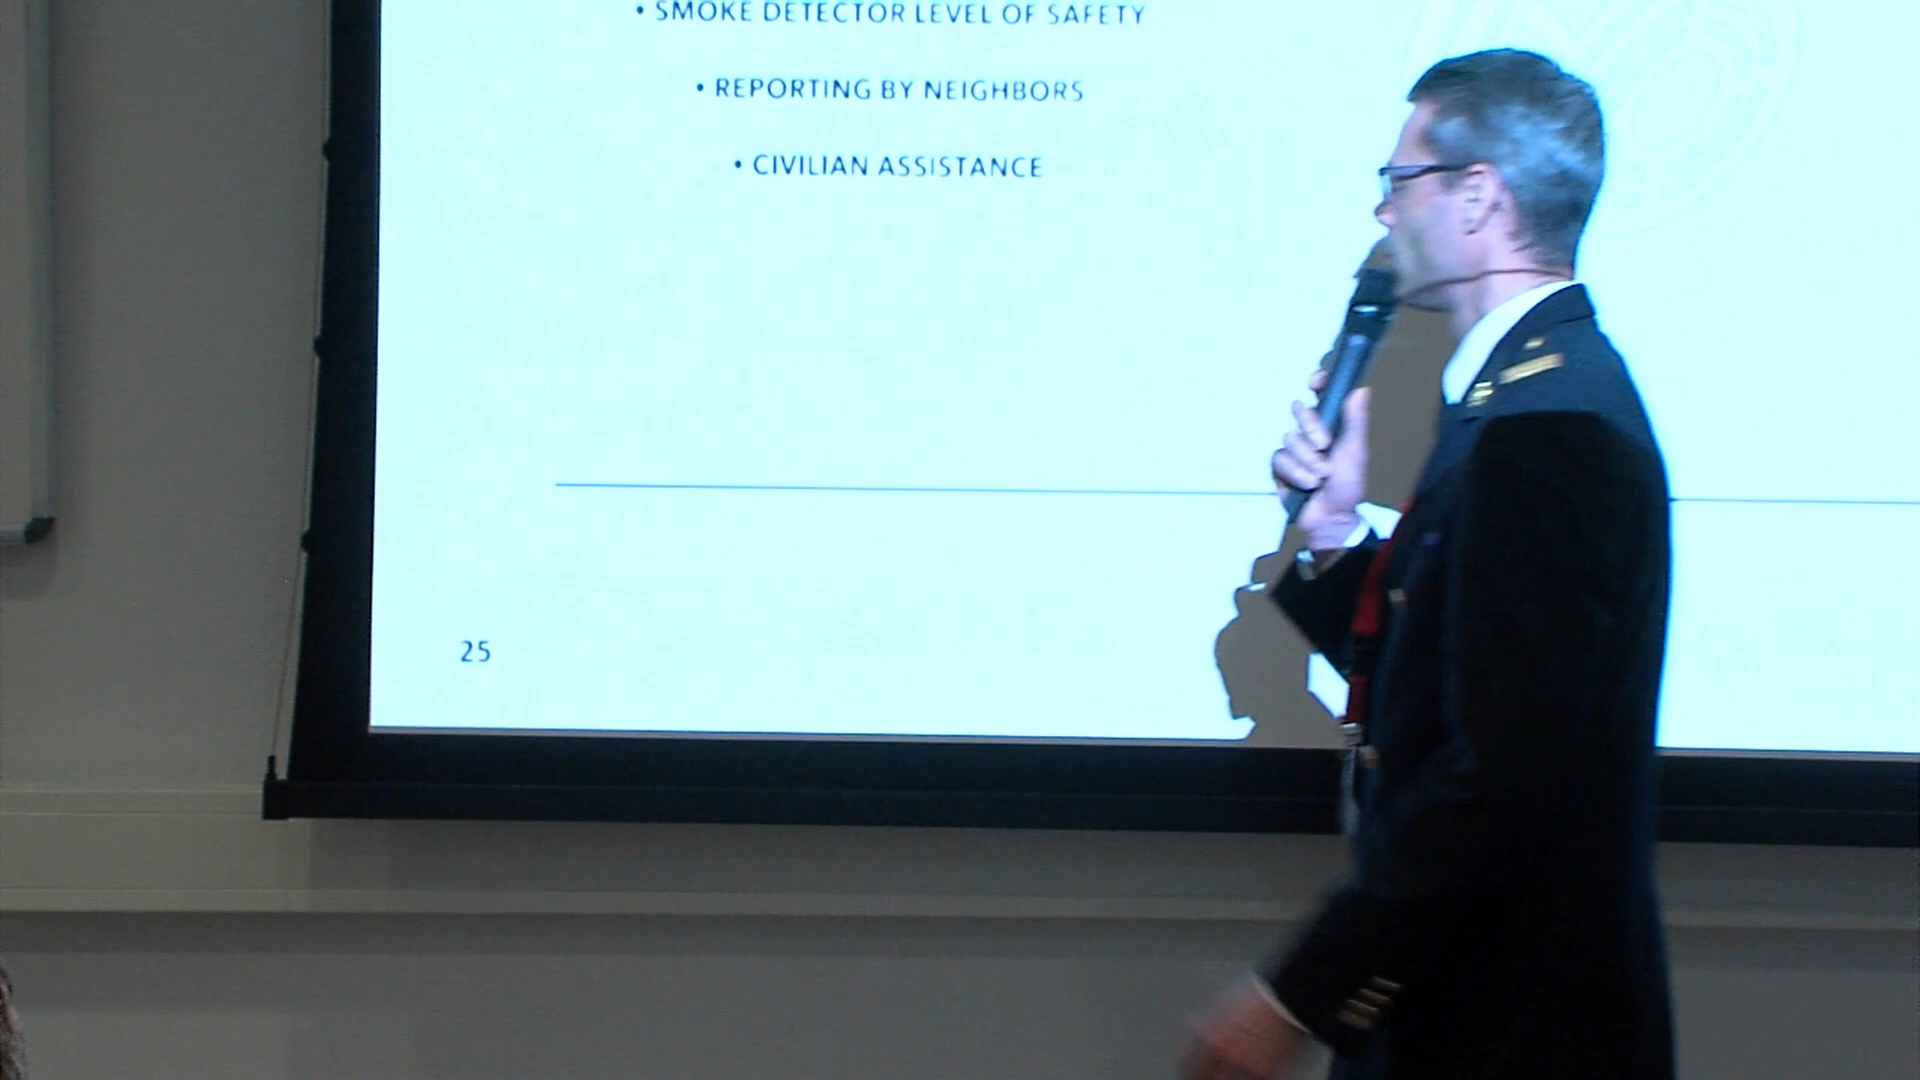 • SMOKE DETECTOR LEVEL OF SAFETY
• REPORTING BY NEIGHBORS
• CIVILIAN ASSISTANCE
25